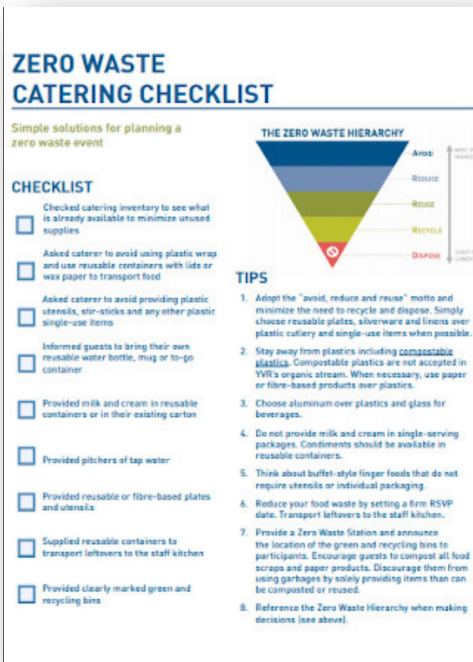 ZERO WASTE
CATERING CHECKLIST
Simple solutions for planning a
zero waste event
CHECKLIST
Checked catering inventory to see what
is already available to minimize unused
supplies
Asked caterer to avoid using plastic wrap
and use reusable containers with lids or
wax paper to transport food
Asked caterer to avoid providing plastic
utensils, stir-sticks and any other plastic
single-use items
Informed guests to bring their own
reusable water bottle, mug or to-go
container
Provided milk and cream in reusable
containers or in their existing carton
Provided pitchers of tap water
Provided reusable or fibre-based plates
and utensils
Supplied reusable containers to
transport leftovers to the staff kitchen
Provided clearly marked green and
recycling bins
THE ZERO WASTE HIERARCHY
AVOID
REDUCE
REUSE
RECYCLE
DISPOSE
TIPS
1. Adopt the "avoid, reduce and reuse" motto and
minimize the need to recycle and dispose. Simply
choose reusable plates, silverware and linens over
plastic cutlery and single-use items when possible.
2. Stay away from plastics including compostable
plastics. Compostable plastics are not accepted in
YVR's organic stream. When necessary, use paper
or fibre-based products over plastics.
3. Choose aluminum over plastics and glass for
beverages.
4. Do not provide milk and cream in single-serving
packages. Condiments should be available in
reusable containers.
5. Think about buffet-style finger foods that do not
require utensils or individual packaging.
6. Reduce your food waste by setting a firm RSVP
date. Transport leftovers to the staff kitchen.
7. Provide a Zero Waste Station and announce
the location of the green and recycling bins to
participants. Encourage guests to compost all food
scraps and paper products. Discourage them from
using garbages by solely providing items than can
be composted or reused.
8. Reference the Zero Waste Hierarchy when making
decisions (see above).